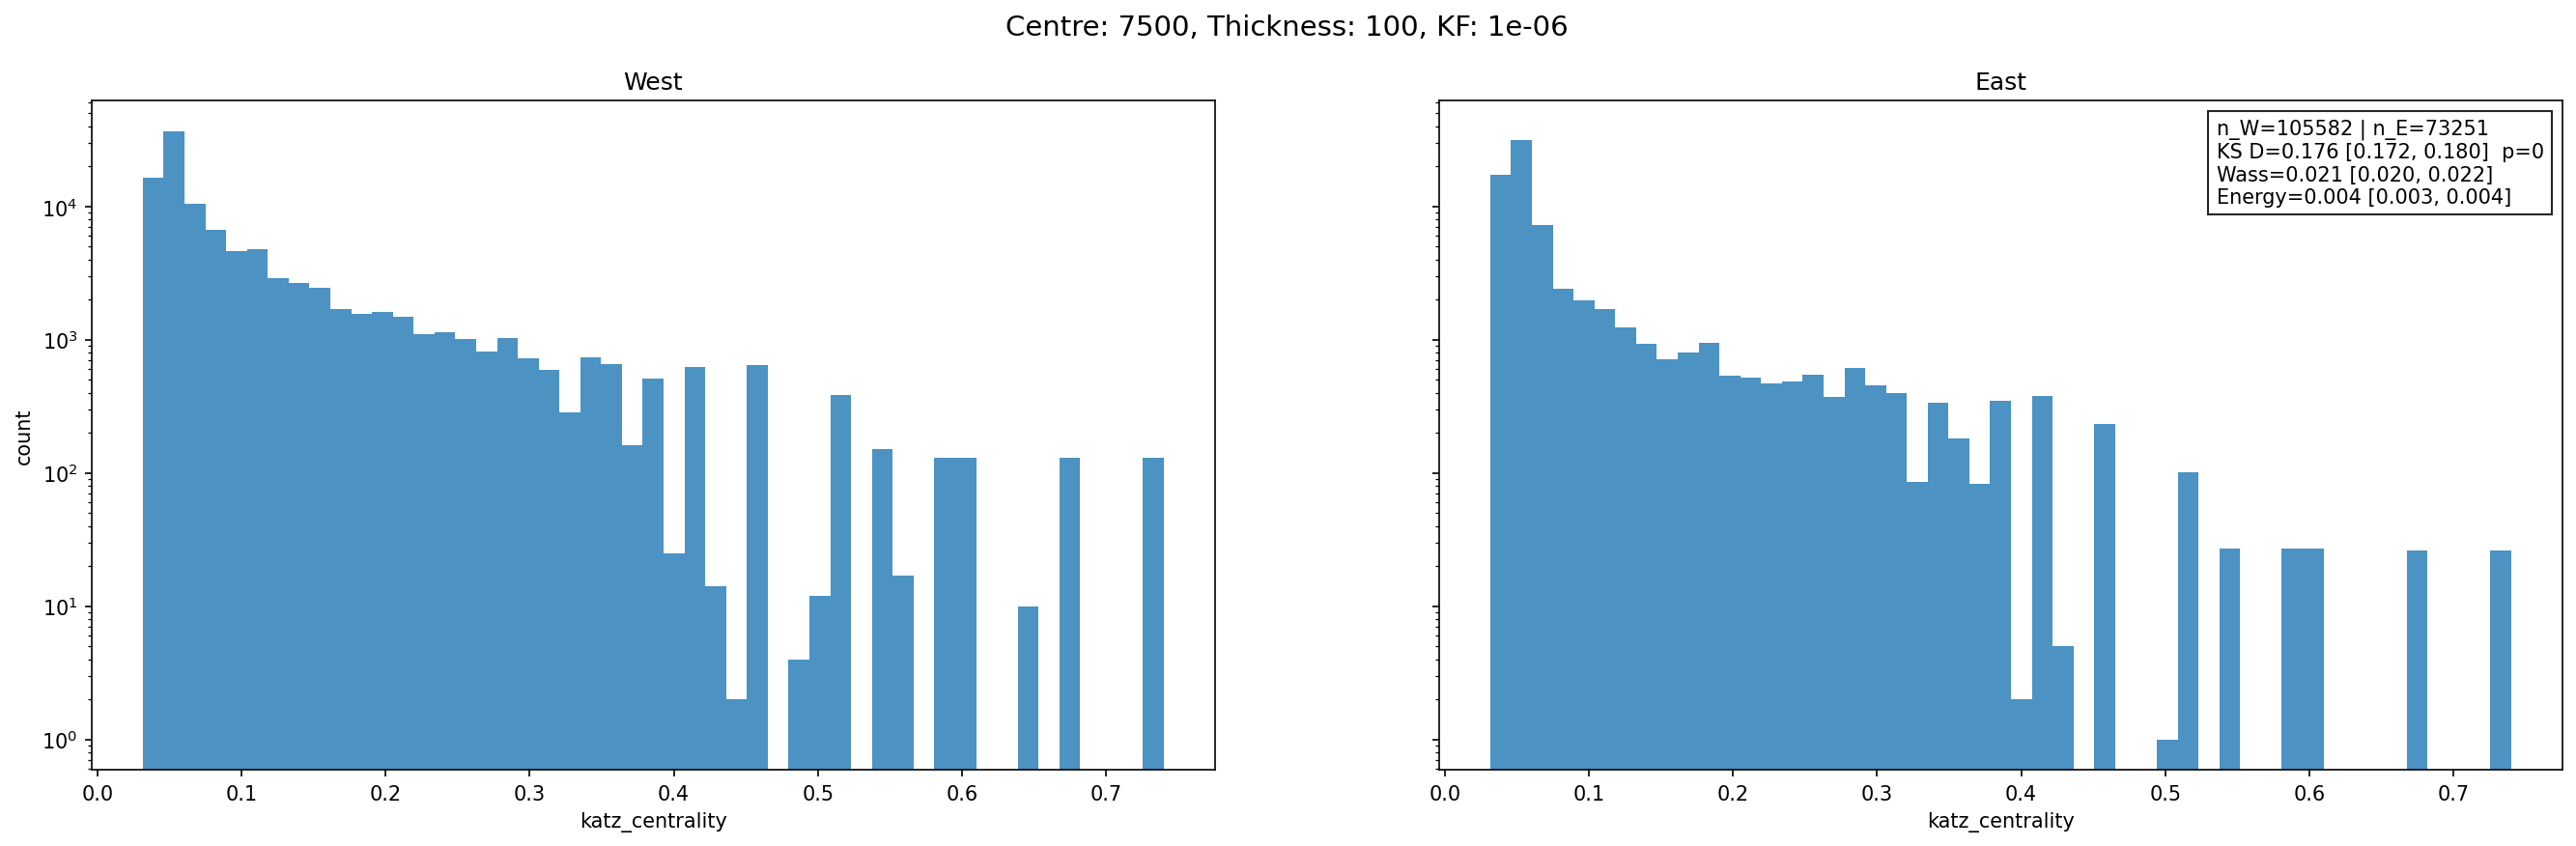 Centre: 7500, Thickness: 100, KF: 1e-06
West
East
n_W=105582 | n_E=73251
KS D=0.176 [0.172, 0.180]  p=0
Wass=0.021 [0.020, 0.022]
Energy=0.004 [0.003, 0.004]
count
10⁴
10³
10²
10¹
10⁰
0.0 0.1 0.2 0.3 0.4 0.5 0.6 0.7
0.0 0.1 0.2 0.3 0.4 0.5 0.6 0.7
katz_centrality
katz_centrality